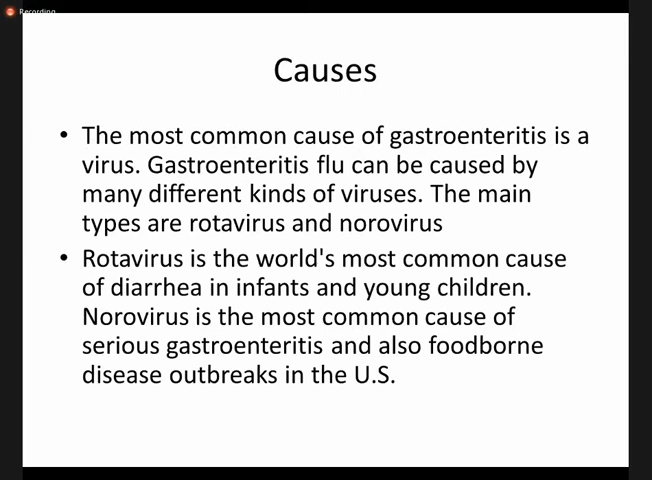 Recording
Causes
• The most common cause of gastroenteritis is a
virus. Gastroenteritis flu can be caused by
many different kinds of viruses. The main
types are rotavirus and norovirus
• Rotavirus is the world's most common cause
of diarrhea in infants and young children.
Norovirus is the most common cause of
serious gastroenteritis and also foodborne
disease outbreaks in the U.S.